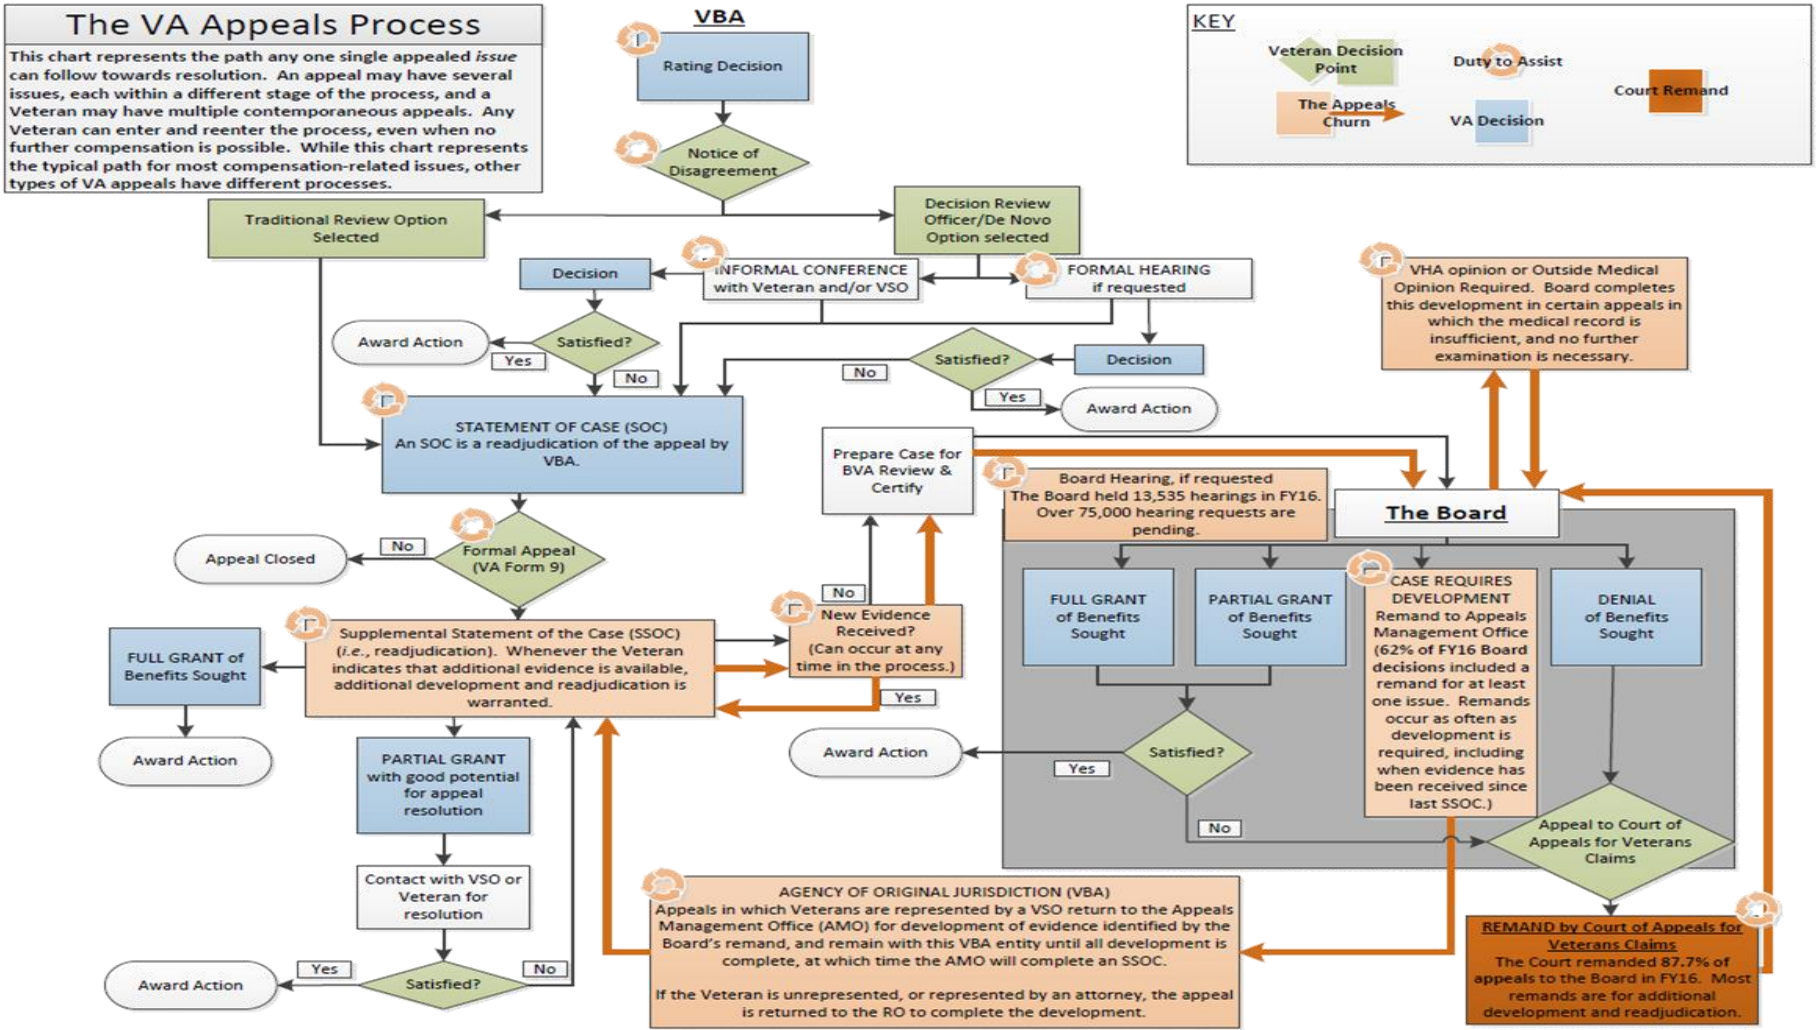 The VA Appeals Process
This chart represents the path any one single appealed issue
can follow towards resolution. An appeal may have several
issues, each within a different stage of the process, and a
Veteran may have multiple contemporaneous appeals. Any
Veteran can enter and reenter the process, even when no
further compensation is possible. While this chart represents
the typical path for most compensation-related issues, other
types of VA appeals have different processes.
VBA
Rating Decision
Notice of
Disagreement
KEY
Veteran Decision
Point
Duty to Assist
Court Remand
The Appeals
Churn
VA Decision
Traditional Review Option
Selected
Decision Review
Officer/De Novo
Option selected
Decision
INFORMAL CONFERENCE
with Veteran and/or VSO
FORMAL HEARING
if requested
Award Action
Yes
Satisfied?
No
No
Satisfied?
Decision
Yes
Award Action
VHA opinion or Outside Medical
Opinion Required. Board completes
this development in certain appeals in
which the medical record is
insufficient, and no further
examination is necessary.
STATEMENT OF CASE (SOC)
An SOC is a readjudication of the appeal by
VBA.
Prepare Case for
BVA Review &
Certify
Board Hearing, if requested
The Board held 13,535 hearings in FY16.
Over 75,000 hearing requests are
pending.
The Board
Appeal Closed
No
Formal Appeal
(VA Form 9)
No
New Evidence
Received?
(Can occur at any
time in the process.)
Yes
FULL GRANT of
Benefits Sought
Supplemental Statement of the Case (SSOC)
(i.e., readjudication). Whenever the Veteran
indicates that additional evidence is available,
additional development and readjudication is
warranted.
Award Action
PARTIAL GRANT
with good potential
for appeal
resolution
Contact with VSO or
Veteran for
resolution
Award Action
Yes
Satisfied?
No
FULL GRANT
of Benefits
Sought
PARTIAL GRANT
of Benefits
Sought
CASE REQUIRES
DEVELOPMENT
Remand to Appeals
Management Office
(62% of FY16 Board
decisions included a
remand for at least
one issue. Remands
occur as often as
development is
required, including
when evidence has
been received since
last SSOC.)
DENIAL
of Benefits
Sought
Award Action
Yes
Satisfied?
No
Appeal to Court of
Appeals for Veterans
Claims
AGENCY OF ORIGINAL JURISDICTION (VBA)
Appeals in which Veterans are represented by a VSO return to the Appeals
Management Office (AMO) for development of evidence identified by the
Board's remand, and remain with this VBA entity until all development is
complete, at which time the AMO will complete an SSOC.
If the Veteran is unrepresented, or represented by an attorney, the appeal
is returned to the RO to complete the development.
REMAND by Court of Appeals for
Veterans Claims
The Court remanded 87.7% of
appeals to the Board in FY16. Most
remands are for additional
development and readjudication.